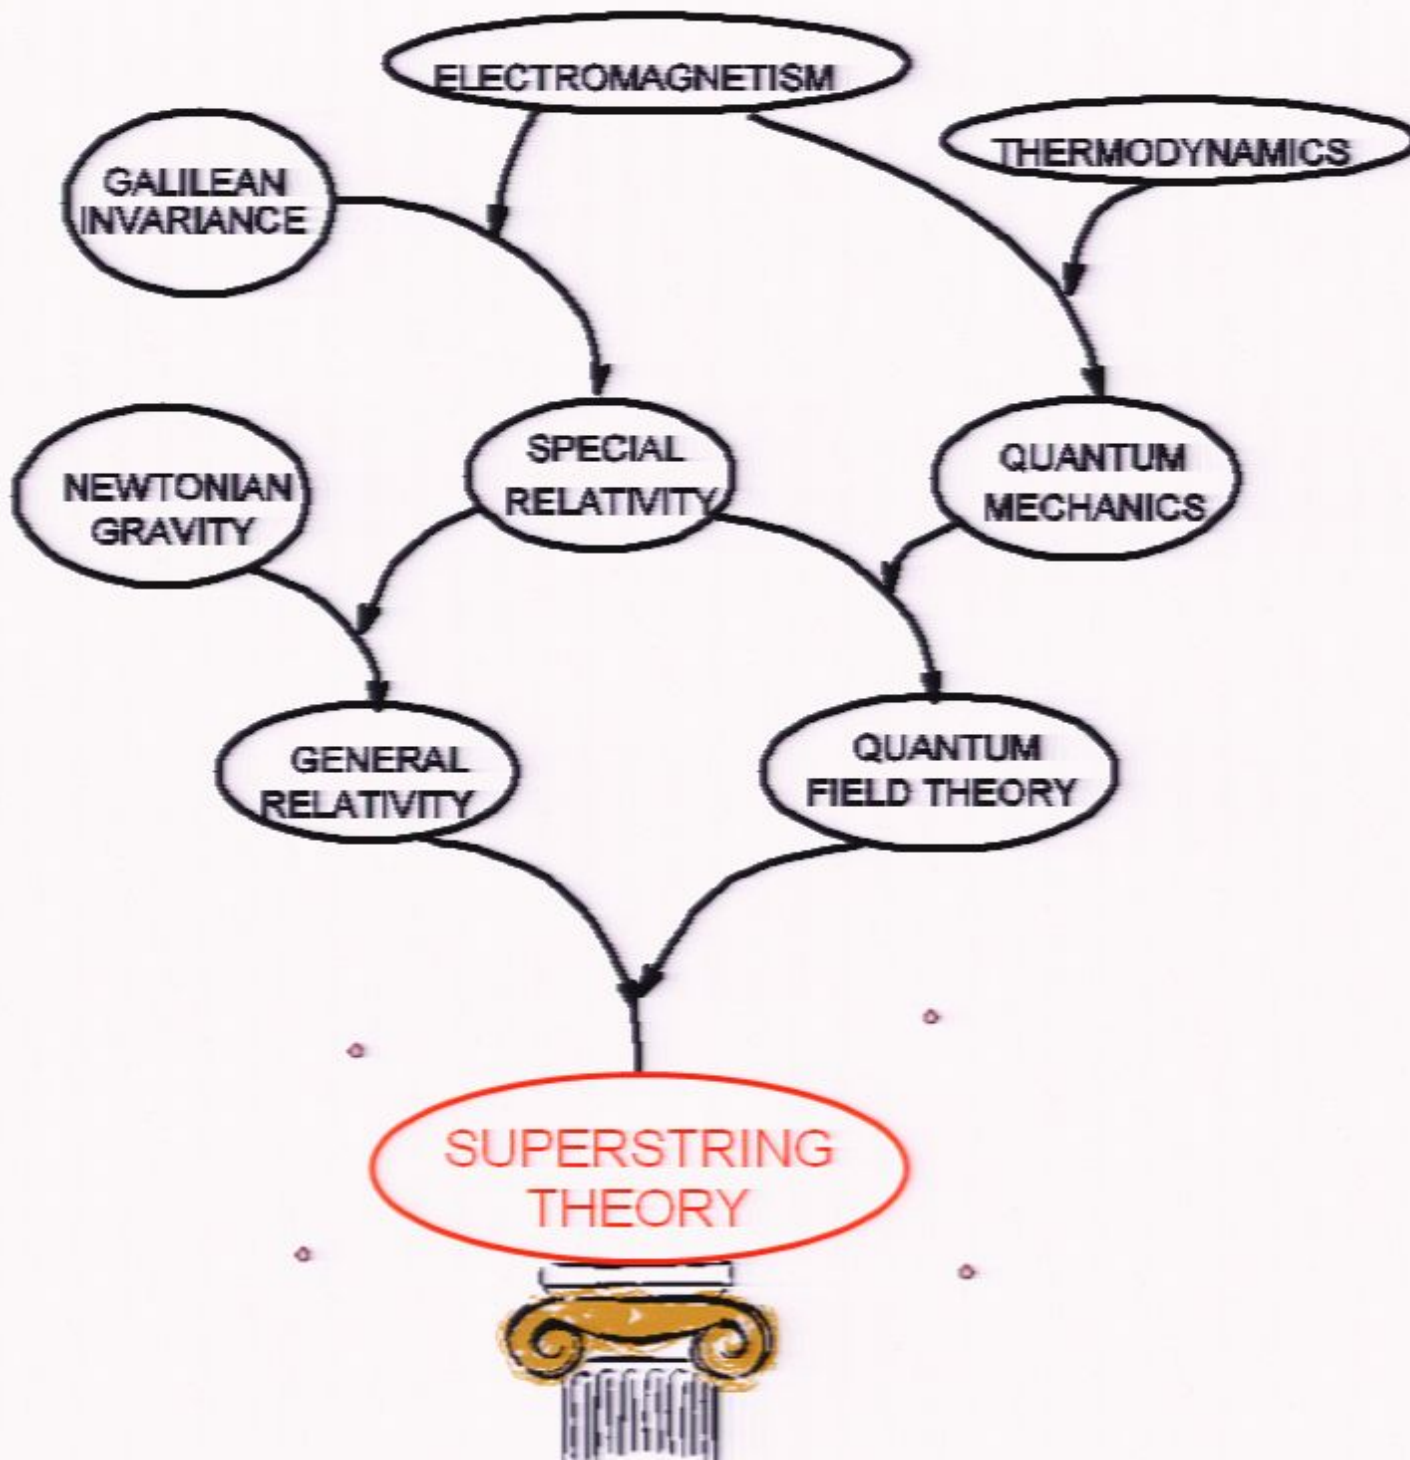 ELECTROMAGNETISM
THERMODYNAMICS
GALILEAN
INVARIANCE
NEWTONIAN
GRAVITY
SPECIAL
RELATIVITY
QUANTUM
MECHANICS
GENERAL
RELATIVITY
QUANTUM
FIELD THEORY
SUPERSTRING
THEORY